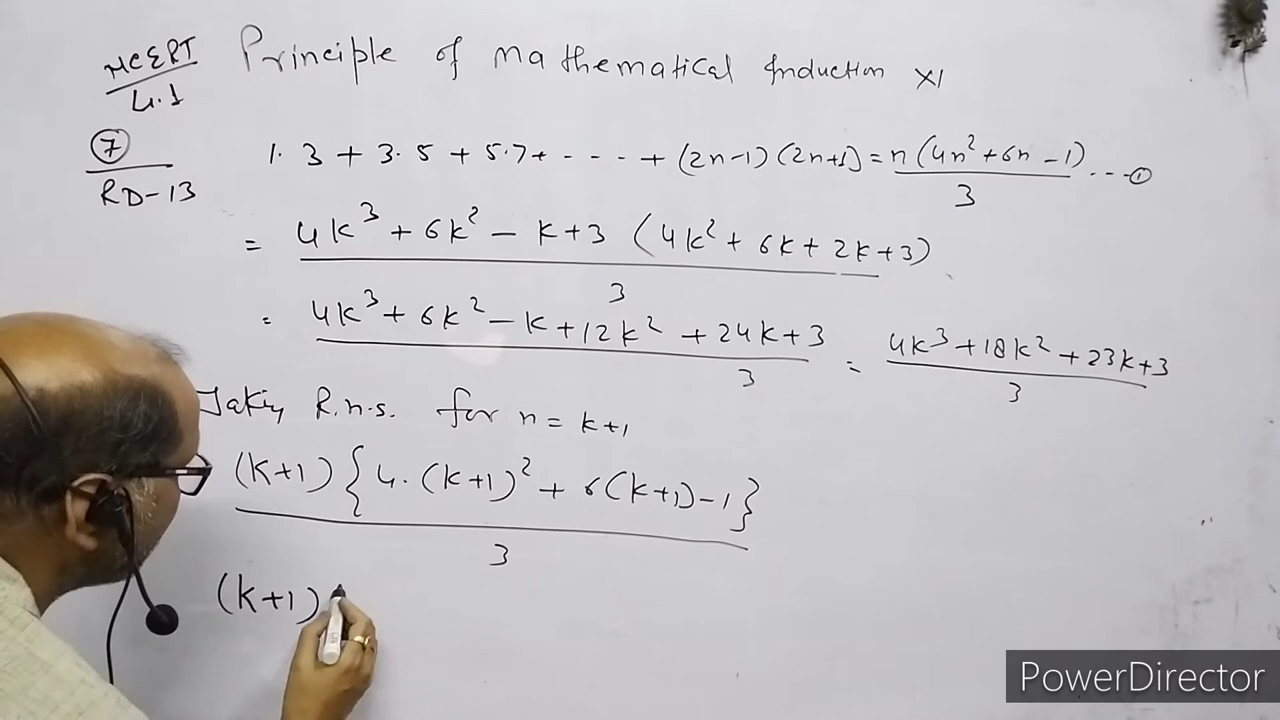 NCERT Principle of Mathematical Induction XI
4.1
7 1. 3 + 3. 5 + 5.7 + - - - - + (2n-1) (2n+1) = n(4n² + 6n - 1) ... ①
RD-13 3
= 4k³ + 6k² - k + 3 (4k² + 6k + 2k + 3)
3
= 4k³ + 6k² - k + 12k² + 24k + 3 = 4k³ + 18k² + 23k + 3
3 3
Taking R.h.s. for n = k+1
(k+1) {4. (k+1)² + 6(k+1) - 1}
3
(k+1)
PowerDirector